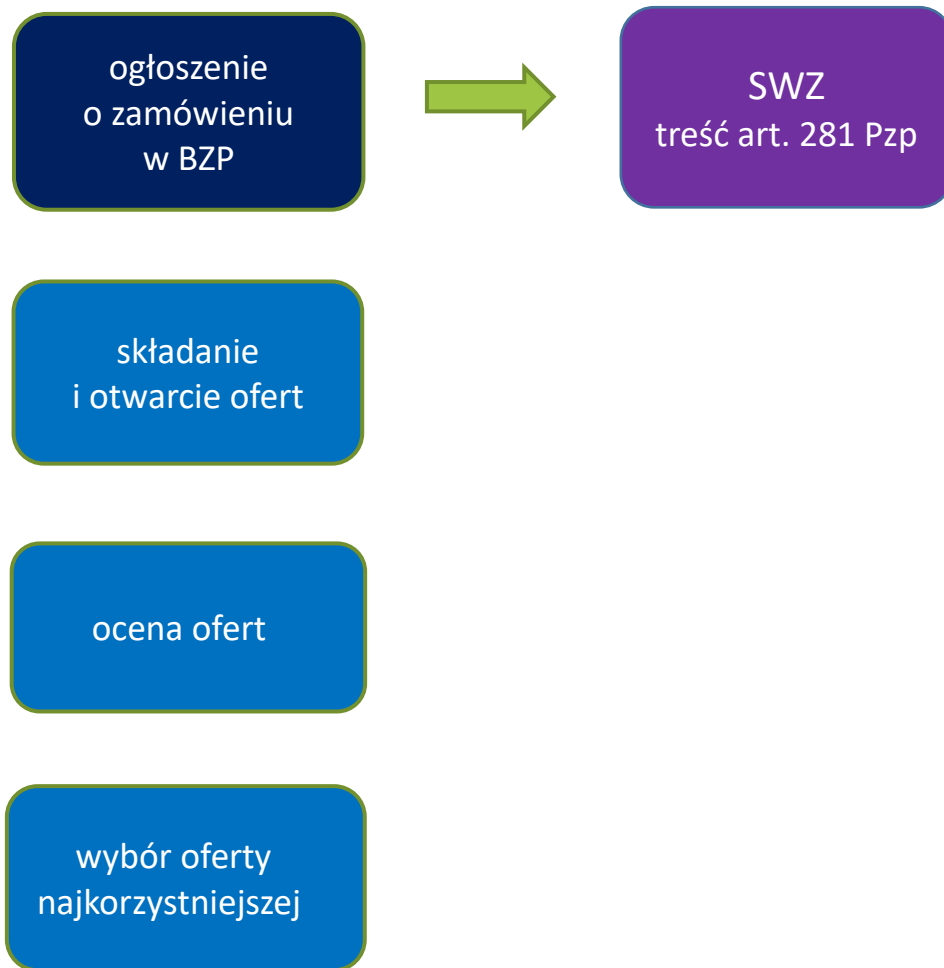 ogłoszenie
o zamówieniu
w BZP
SWZ
treść art. 281 Pzp
składanie
i otwarcie ofert
ocena ofert
wybór oferty
najkorzystniejszej